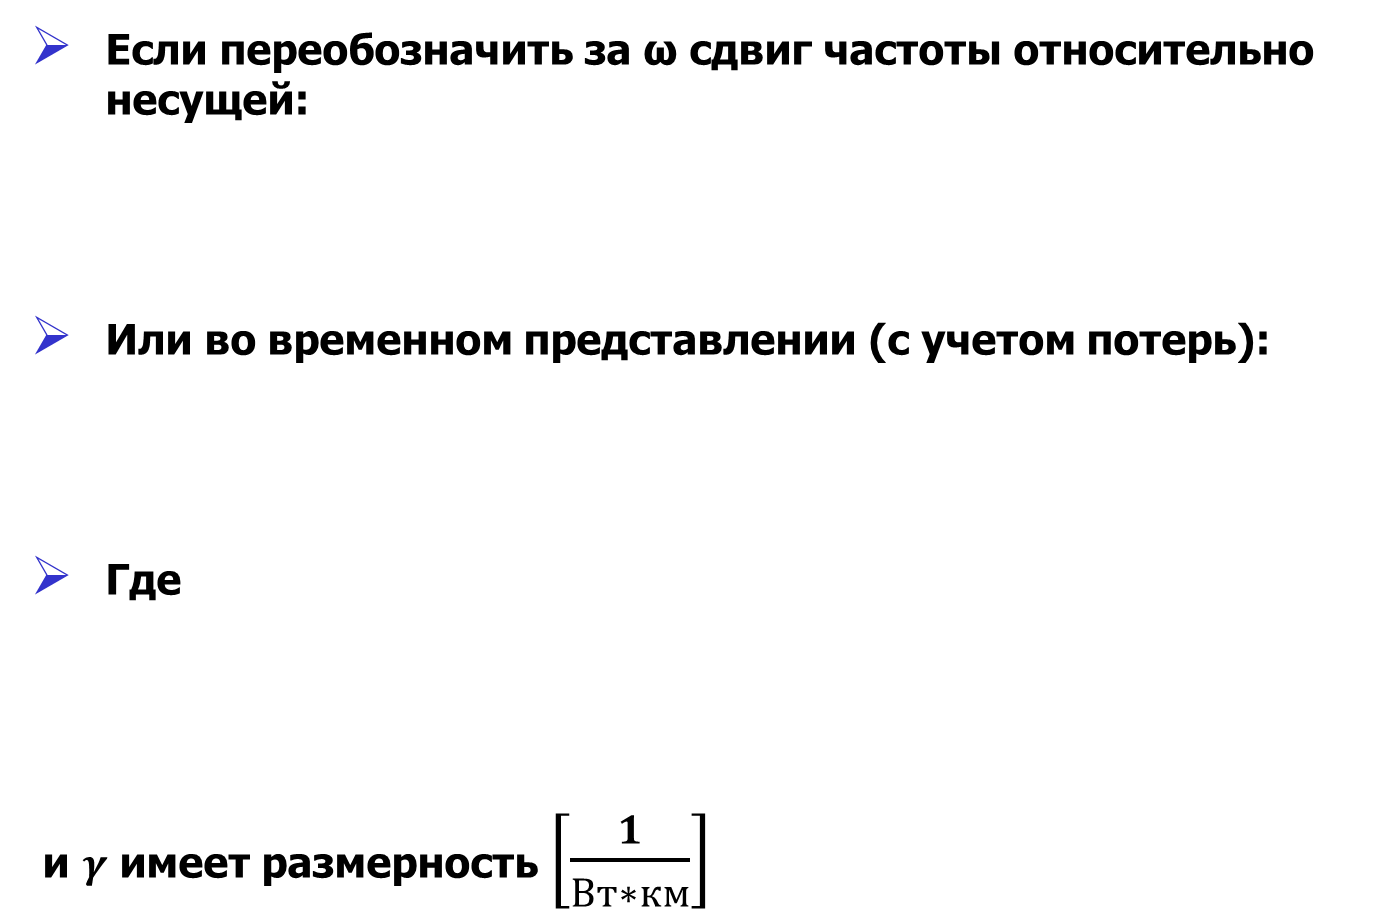 Если переобозначить за ω сдвиг частоты относительно
несущей:
Или во временном представлении (с учетом потерь):
Где
и γ имеет размерность [1/Вт∗км]